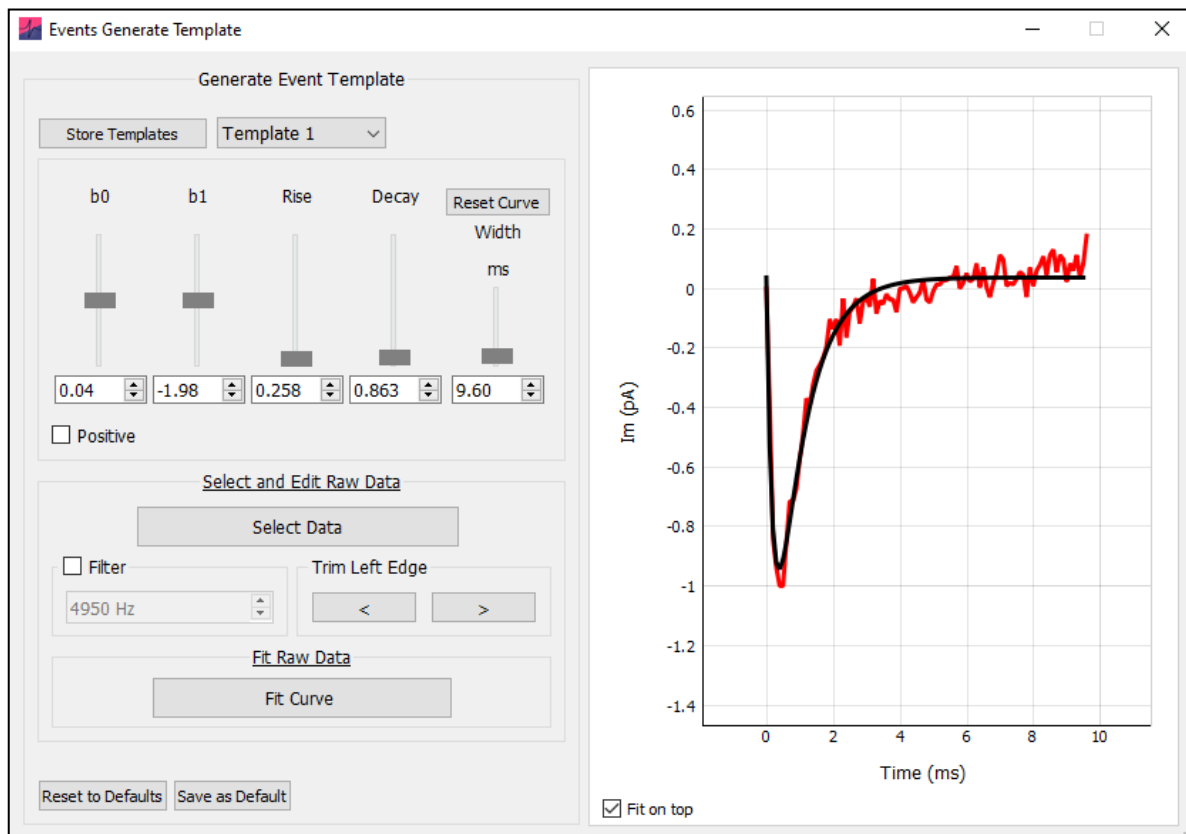 Events Generate Template
Generate Event Template
Store Templates
Template 1
b0
b1
Rise
Decay
Reset Curve
Width
ms
0.04
-1.98
0.258
0.863
9.60
Positive
Select and Edit Raw Data
Select Data
Filter
4950 Hz
Trim Left Edge
<
>
Fit Raw Data
Fit Curve
Reset to Defaults
Save as Default
0.6
0.4
0.2
0
-0.2
-0.4
-0.6
-0.8
-1
-1.2
-1.4
Im (pA)
0 2 4 6 8 10
Time (ms)
Fit on top